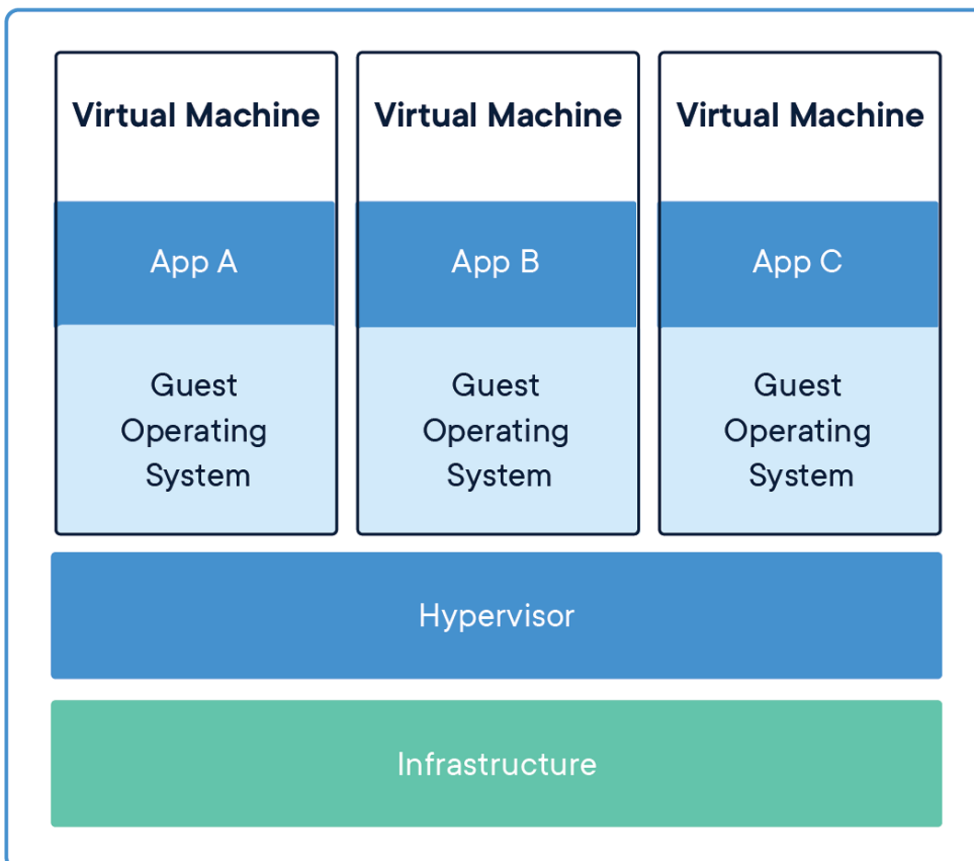 Virtual Machine
Virtual Machine
Virtual Machine
App A
App B
App C
Guest
Operating
System
Guest
Operating
System
Guest
Operating
System
Hypervisor
Infrastructure